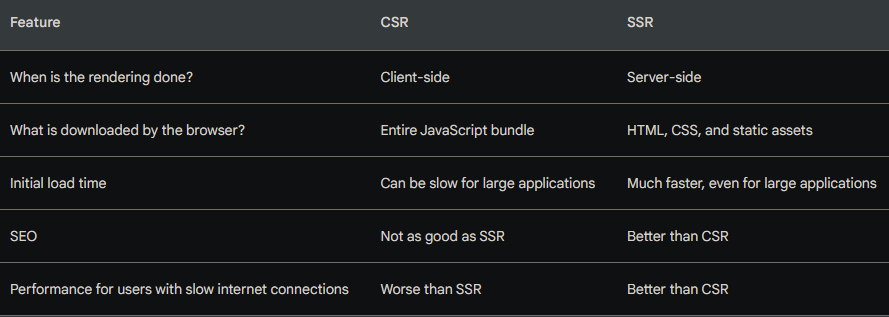 Feature CSR SSR
When is the rendering done? Client-side Server-side
What is downloaded by the browser? Entire JavaScript bundle HTML, CSS, and static assets
Initial load time Can be slow for large applications Much faster, even for large applications
SEO Not as good as SSR Better than CSR
Performance for users with slow internet connections Worse than SSR Better than CSR